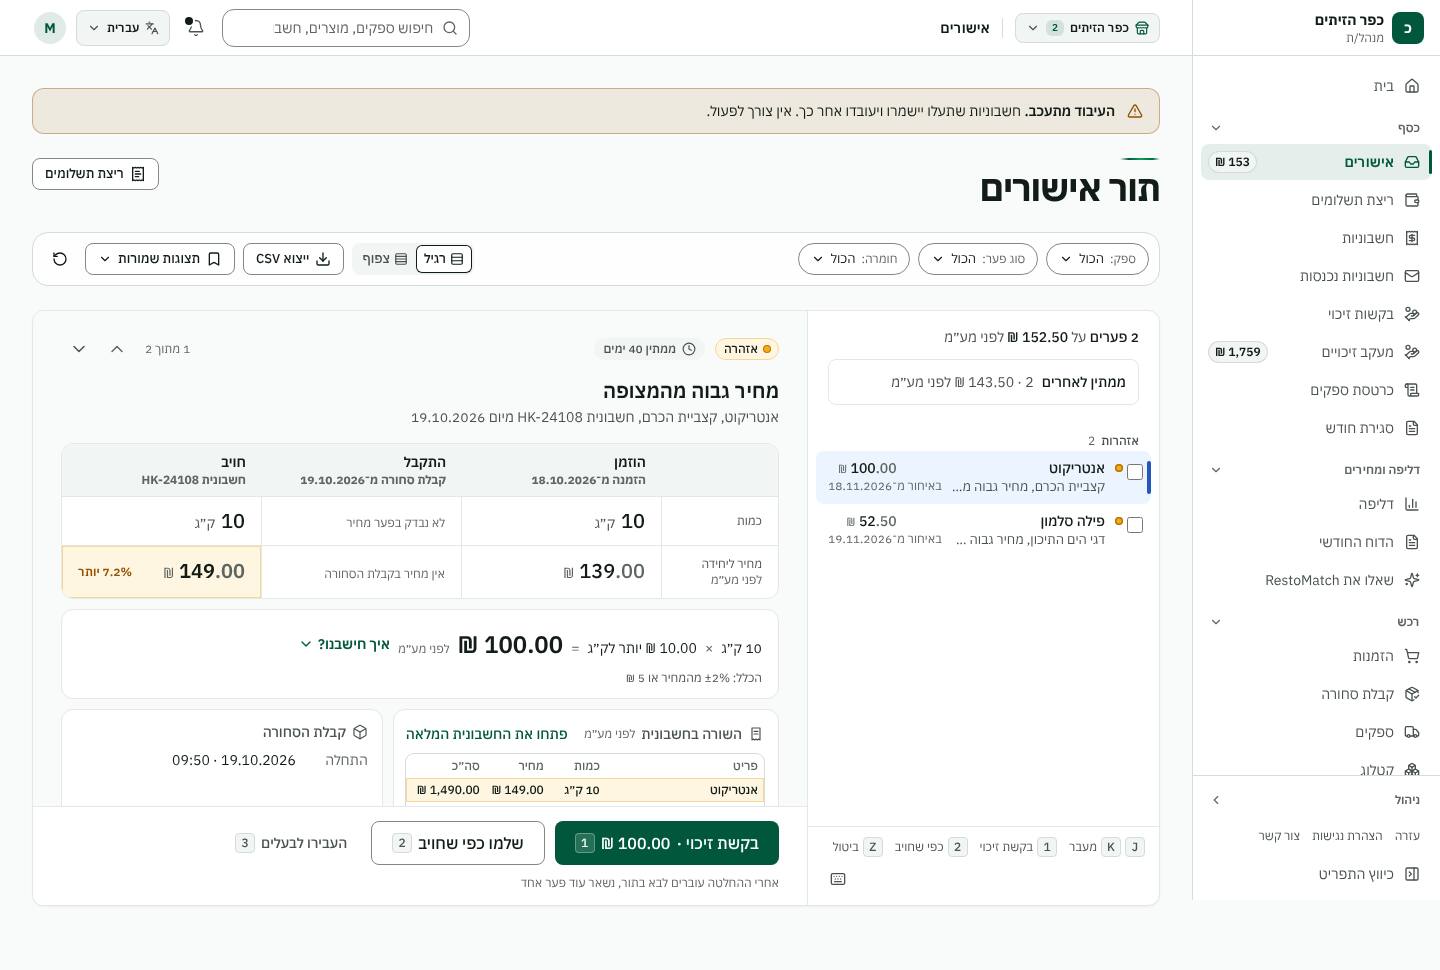 כ
כפר הזיתים
מנהל/ת
בית
כסף
אישורים
153 ₪
ריצת תשלומים
חשבוניות
חשבוניות נכנסות
בקשות זיכוי
מעקב זיכויים
1,759 ₪
כרטסת ספקים
סגירת חודש
דליפה ומחירים
דליפה
הדוח החודשי
שאלו את RestoMatch
רכש
הזמנות
קבלת סחורה
ספקים
קטלוג
ניהול
עזרה הצהרת נגישות צור קשר
כיווץ התפריט
כפר הזיתים 2
אישורים
חיפוש ספקים, מוצרים, חשב
עברית
M
העיבוד מתעכב. חשבוניות שתעלו יישמרו ויעובדו אחר כך. אין צורך לפעול.
תור אישורים
ריצת תשלומים
ספק: הכול
סוג פער: הכול
חומרה: הכול
רגיל
צפוף
ייצוא CSV
תצוגות שמורות
2 פערים על 152.50 ₪ לפני מע״מ
ממתין לאחרים 2 · 143.50 ₪ לפני מע״מ
אזהרות 2
אנטריקוט 100.00 ₪
קצביית הכרם, מחיר גבוה מ... באיחור מ־18.11.2026
פילה סלמון 52.50 ₪
דגי הים התיכון, מחיר גבוה ... באיחור מ־19.11.2026
J K מעבר 1 בקשת זיכוי 2 כפי שחויב Z ביטול
אזהרה
ממתין 40 ימים
1 מתוך 2
מחיר גבוה מהמצופה
אנטריקוט, קצביית הכרם, חשבונית HK-24108 מיום 19.10.2026
הוזמן התקבל חויב
הזמנה מ־18.10.2026 קבלת סחורה מ־19.10.2026 חשבונית HK-24108
כמות 10 ק״ג לא נבדק בפער מחיר 10 ק״ג
מחיר ליחידה
לפני מע״מ
139.00 ₪ אין מחיר בקבלת הסחורה 149.00 ₪ 7.2% יותר
10 ק״ג × 10.00 ₪ יותר לק״ג = 100.00 ₪ לפני מע״מ איך חישבנו?
הכלל: ±2% מהמחיר או 5 ₪
השורה בחשבונית לפני מע״מ פתחו את החשבונית המלאה
פריט כמות מחיר סה״כ
אנטריקוט 10 ק״ג 149.00 ₪ 1,490.00 ₪
קבלת הסחורה
התחלה 19.10.2026 · 09:50
בקשת זיכוי · 100.00 ₪ 1
שלמו כפי שחויב 2
העבירו לבעלים 3
אחרי ההחלטה עוברים לבא בתור, נשאר עוד פער אחד